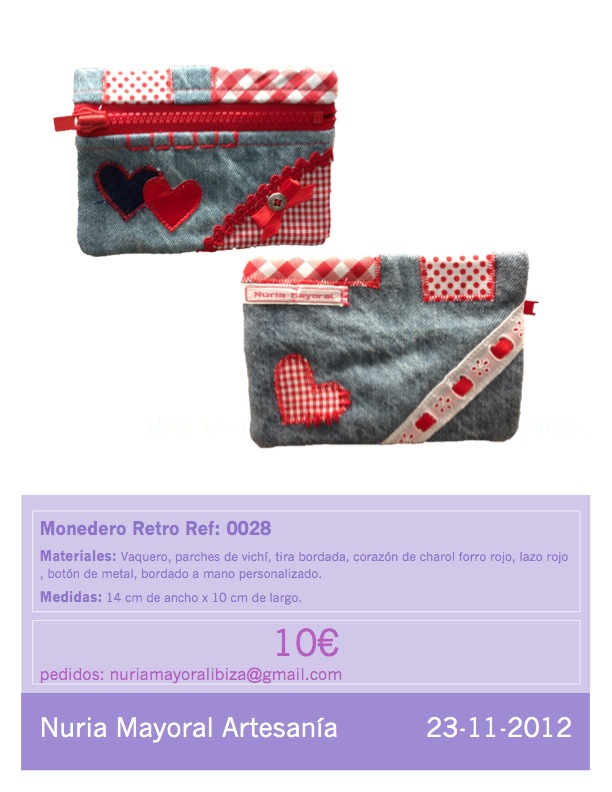 Nuria Mayoral
Monedero Retro Ref: 0028
Materiales: Vaquero, parches de vichí, tira bordada, corazón de charol forro rojo, lazo rojo
, botón de metal, bordado a mano personalizado.
Medidas: 14 cm de ancho x 10 cm de largo.
10€
pedidos: nuriamayoralibiza@gmail.com
Nuria Mayoral Artesanía 23-11-2012